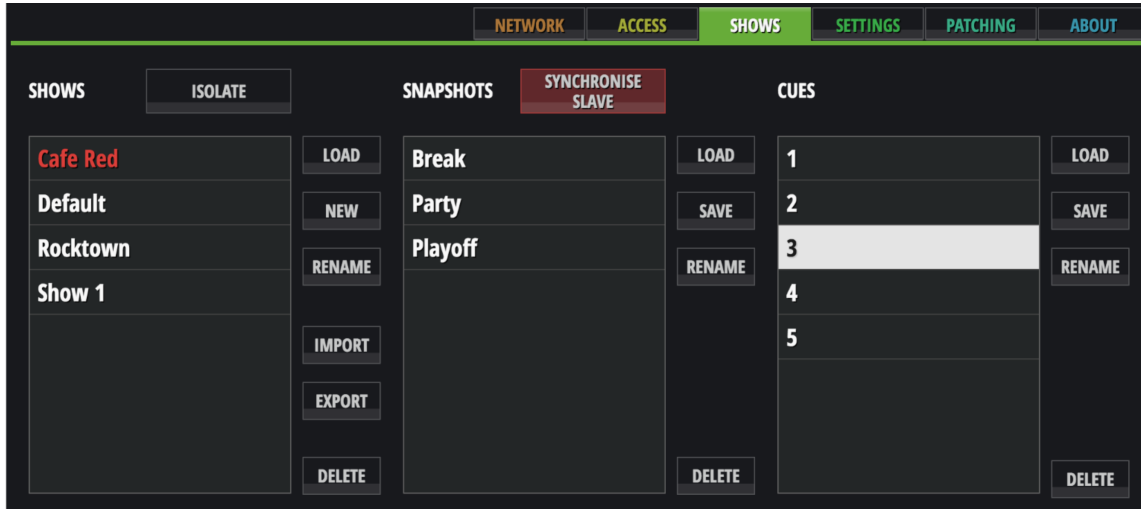 NETWORK ACCESS SHOWS SETTINGS PATCHING ABOUT
SHOWS
ISOLATE
Cafe Red
Default
Rocktown
Show 1
LOAD
NEW
RENAME
IMPORT
EXPORT
DELETE
SNAPSHOTS
SYNCHRONISE
SLAVE
Break
Party
Playoff
LOAD
SAVE
RENAME
DELETE
CUES
1
2
3
4
5
LOAD
SAVE
RENAME
DELETE